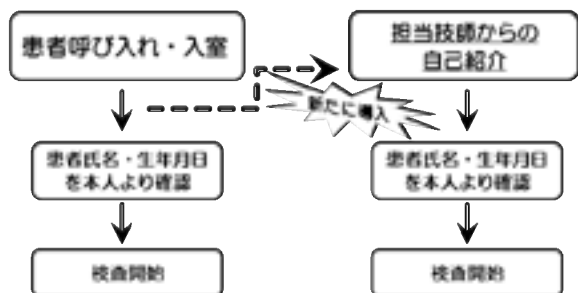 患者呼び入れ・入室
担当技師からの
自己紹介
新たに導入
患者氏名・生年月日
を本人より確認
患者氏名・生年月日
を本人より確認
検査開始
検査開始